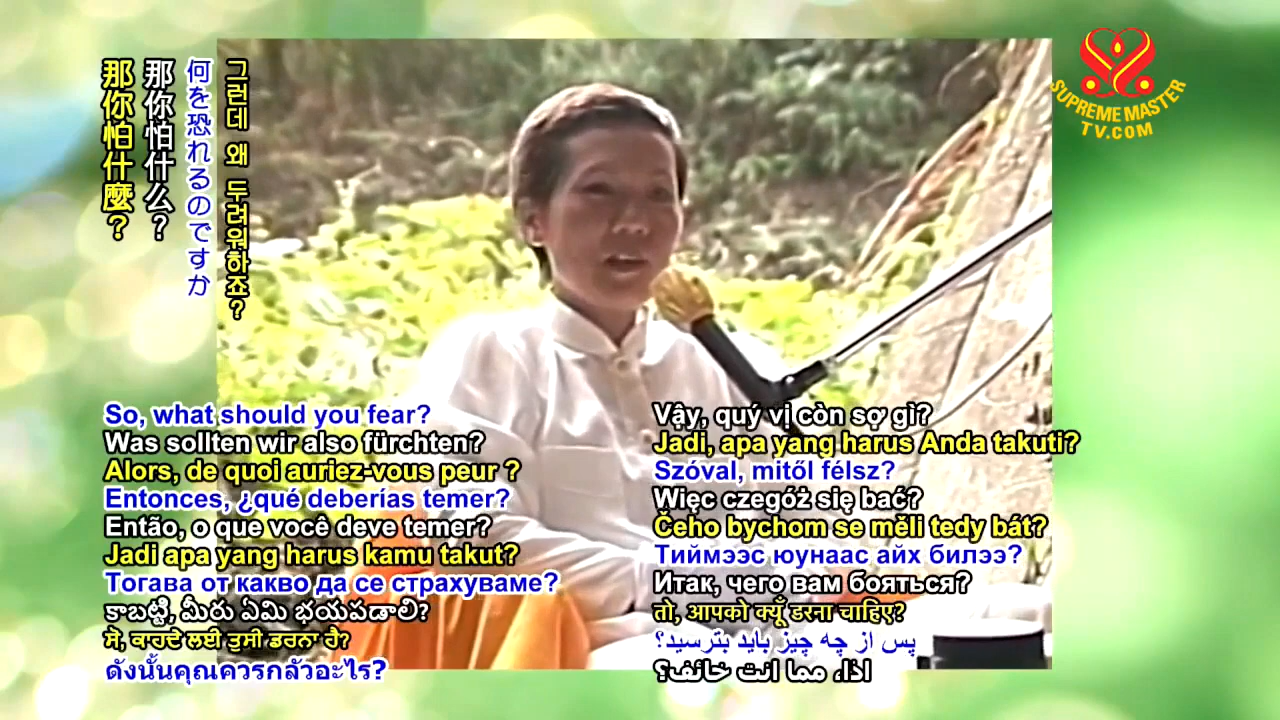 그런데 왜 두려워하죠?
何を恐れるのですか
那你怕什么？
那你怕什麼？
SUPREME MASTER
TV.COM
So, what should you fear?
Was sollten wir also fürchten?
Alors, de quoi auriez-vous peur ?
Entonces, ¿qué deberías temer?
Então, o que você deve temer?
Jadi apa yang harus kamu takut?
Тогава от какво да се страхуваме?
కాబట్టి, మీరు ఏమి భయపడాలి?
ਸੋ, ਕਾਹਦੇ ਲਈ ਤੁਸੀ ਡਰਨਾ ਹੈ?
ดังนั้นคุณควรกลัวอะไร?
Vậy, quý vị còn sợ gì?
Jadi, apa yang harus Anda takuti?
Szóval, mitől félsz?
Więc czegóż się bać?
Čeho bychom se měli tedy bát?
Тиймээс юунаас айх билээ?
Итак, чего вам бояться?
तो, आपको क्यूँ डरना चाहिए?
پس از چه چیز باید بترسید؟
اذا، مما انت خائف؟